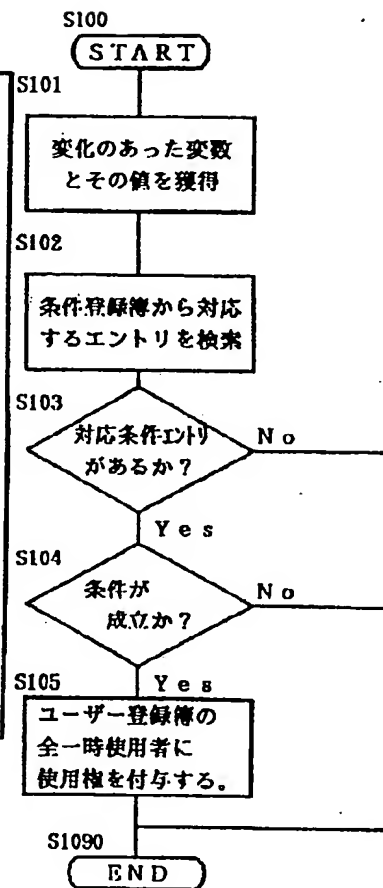 S100
START
S101
変化のあった変数
とその値を獲得
S102
条件登録簿から対応
するエントリを検索
S103
対応条件エントリ
があるか？
No
Yes
S104
条件が
成立か？
No
Yes
S105
ユーザー登録簿の
全一時使用者に
使用権を付与する。
S1090
END